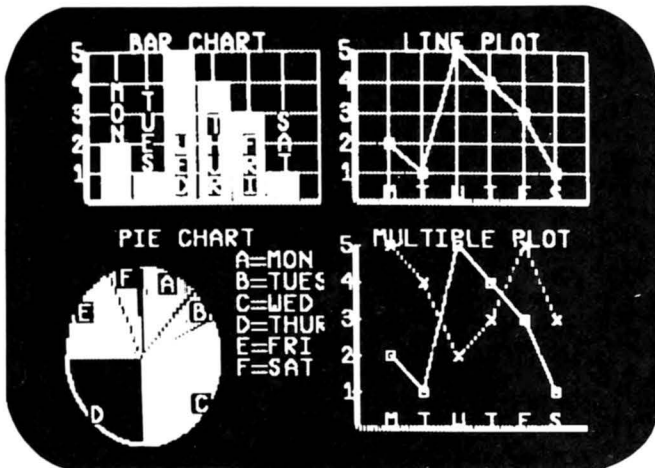 BAR CHART
5
4
3
2
1
MON
TUES
WED
THUR
FRI
SAT
LINE PLOT
5
4
3
2
1
M T W T F S
PIE CHART
F
A
B
E
D
C
A=MON
B=TUES
C=WED
D=THUR
E=FRI
F=SAT
MULTIPLE PLOT
5
4
3
2
1
M T W T F S